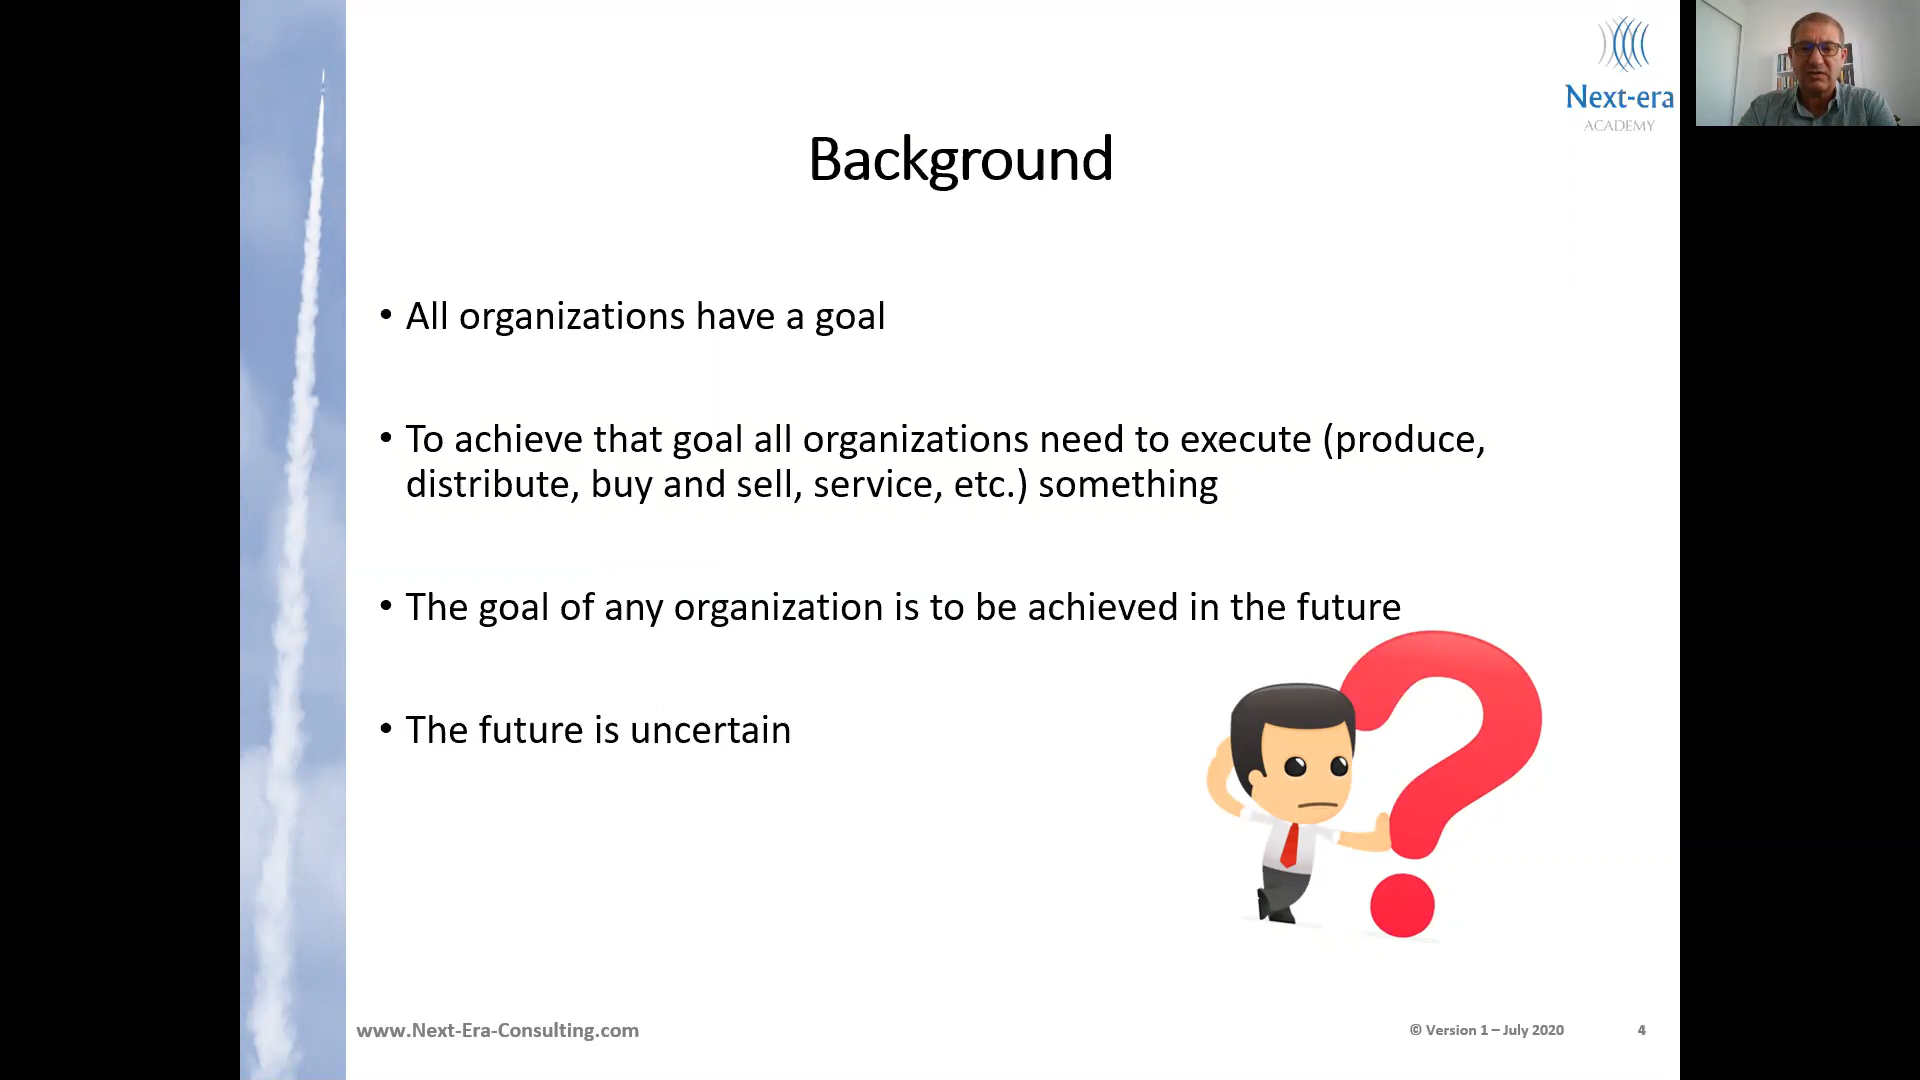 Next-era
ACADEMY
Background
• All organizations have a goal
• To achieve that goal all organizations need to execute (produce,
distribute, buy and sell, service, etc.) something
• The goal of any organization is to be achieved in the future
• The future is uncertain
www.Next-Era-Consulting.com
© Version 1 – July 2020
4